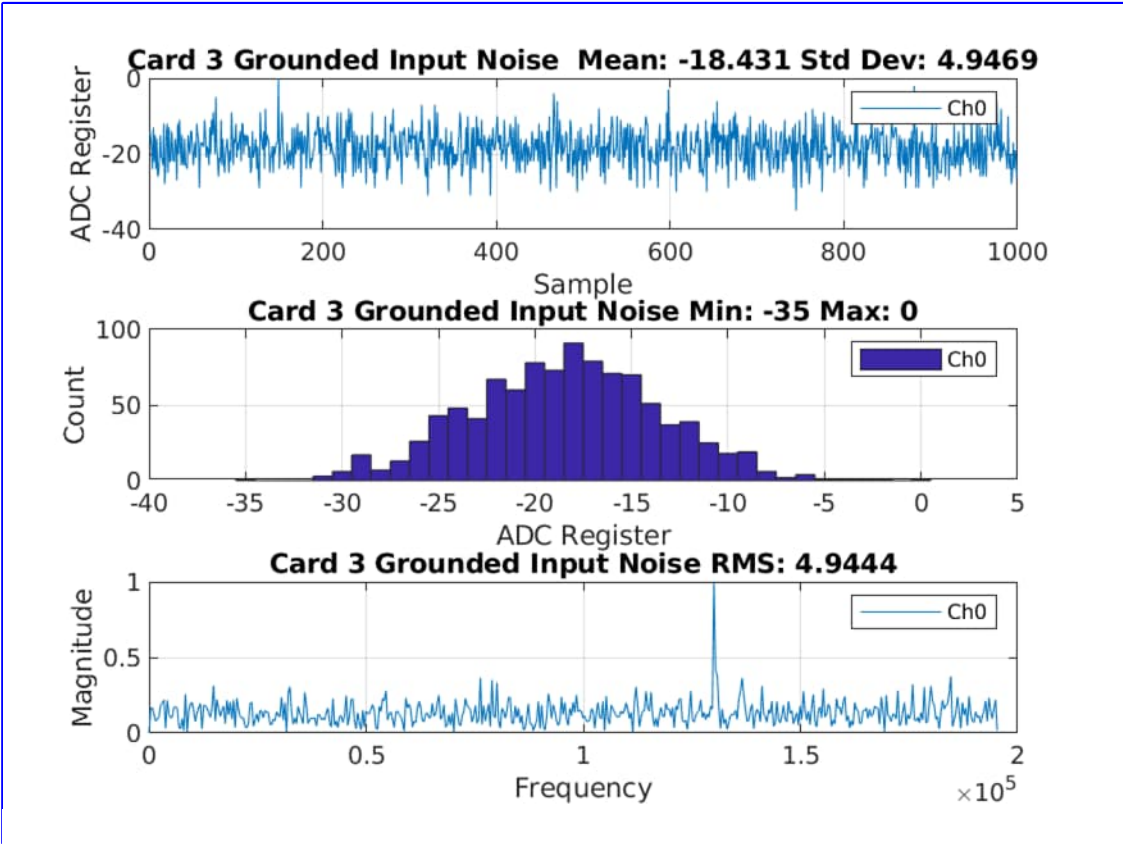 Card 3 Grounded Input Noise  Mean: -18.431 Std Dev: 4.9469
ADC Register
0
-20
-40
Ch0
0 200 400 600 800 1000
Sample
Card 3 Grounded Input Noise Min: -35 Max: 0
Count
100
50
0
Ch0
-40 -35 -30 -25 -20 -15 -10 -5 0 5
ADC Register
Card 3 Grounded Input Noise RMS: 4.9444
Magnitude
1
0.5
0
Ch0
0 0.5 1 1.5 2
Frequency
×10⁵